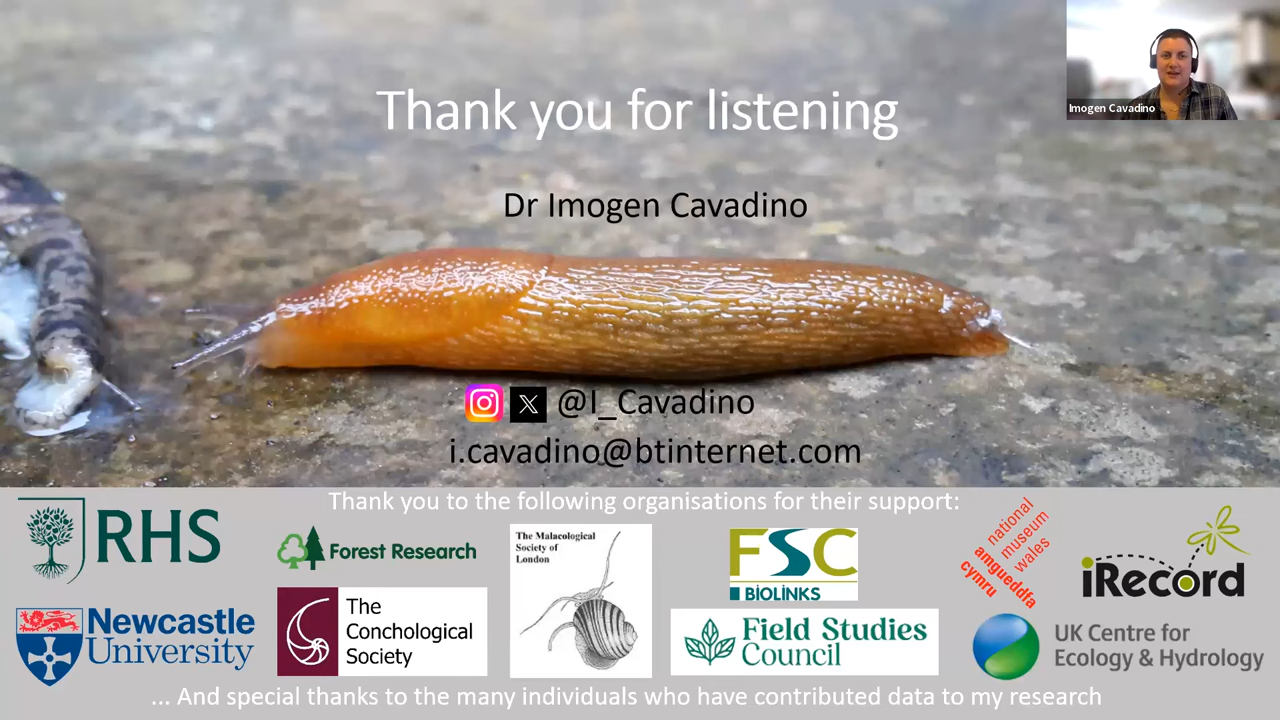 Thank you for listening
Imogen Cavadino
Dr Imogen Cavadino
@I_Cavadino
i.cavadino@btinternet.com
Thank you to the following organisations for their support:
RHS
Forest Research
The Malacological
Society of
London
FSC
BIOLINKS
national
museum
wales
amgueddfa
cymru
iRecord
Newcastle
University
The
Conchological
Society
Field Studies
Council
UK Centre for
Ecology & Hydrology
... And special thanks to the many individuals who have contributed data to my research